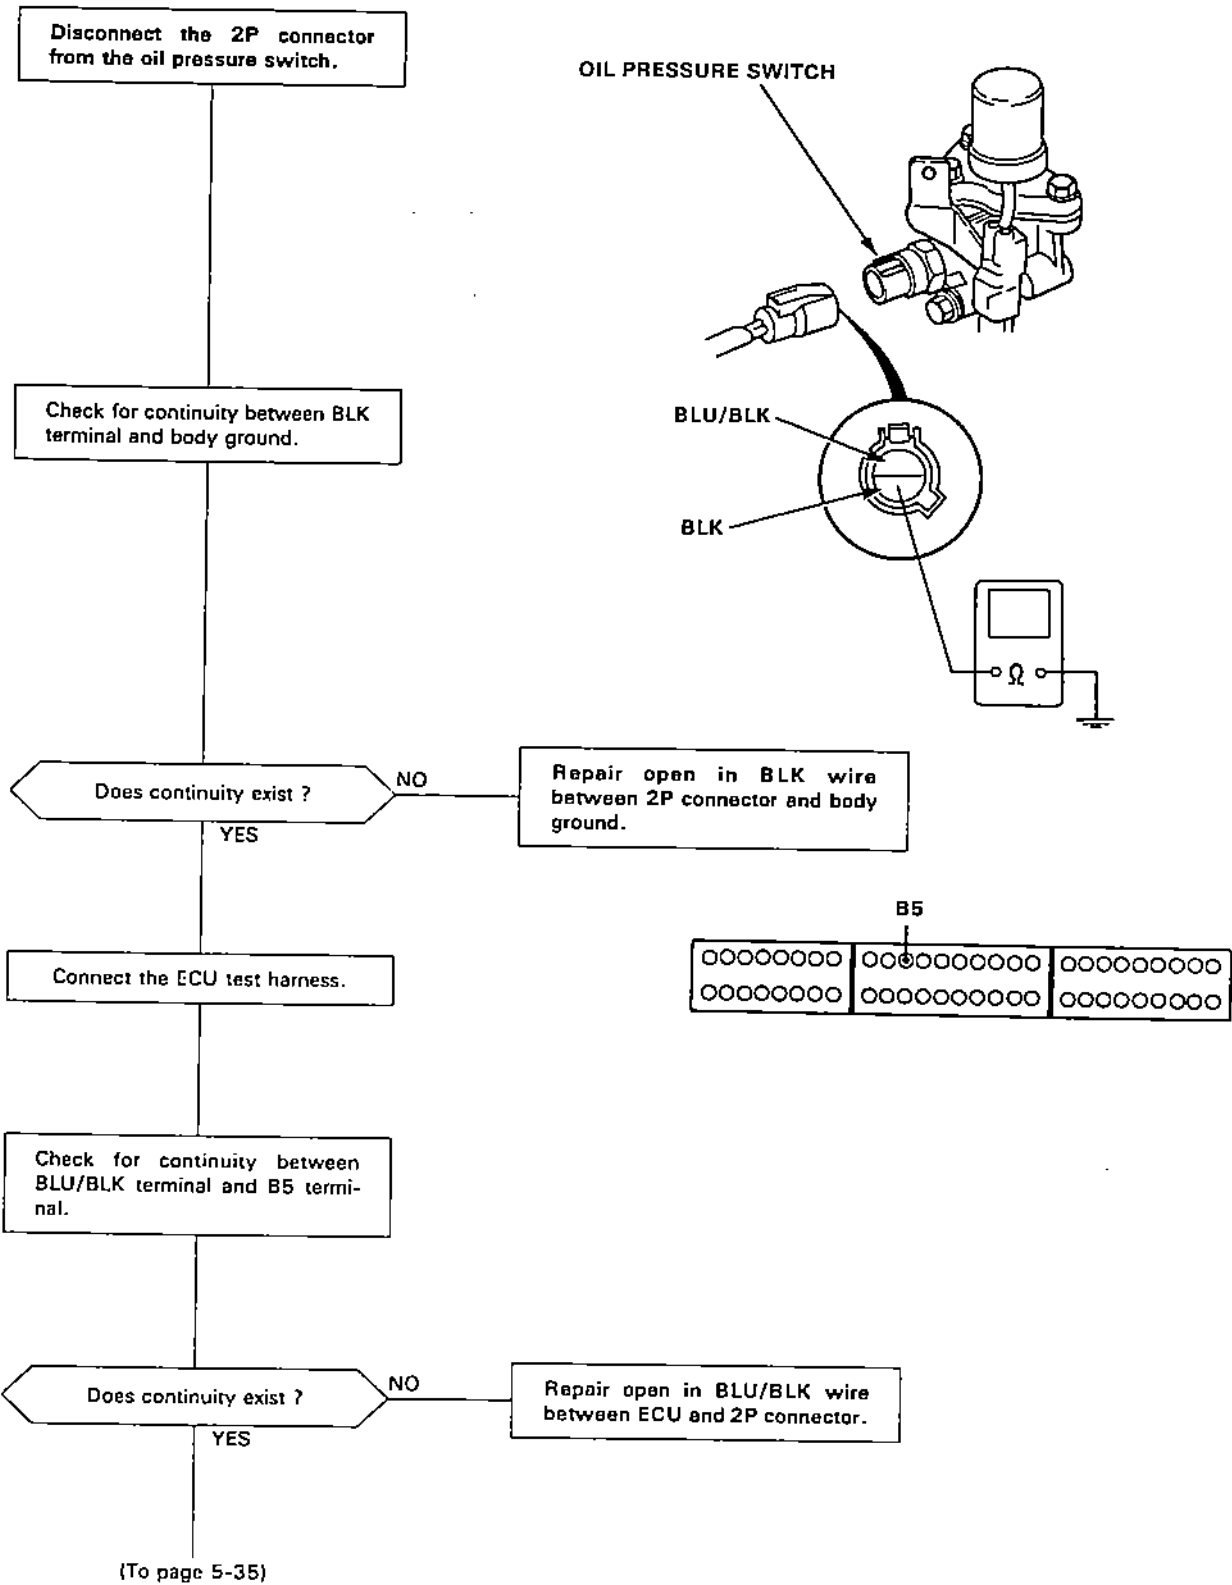 Disconnect the 2P connector
from the oil pressure switch.
OIL PRESSURE SWITCH
Check for continuity between BLK
terminal and body ground.
BLU/BLK
BLK
Ω
Does continuity exist ?
NO
Repair open in BLK wire
between 2P connector and body
ground.
YES
B5
Connect the ECU test harness.
Check for continuity between
BLU/BLK terminal and B5 termi-
nal.
Does continuity exist ?
NO
Repair open in BLU/BLK wire
between ECU and 2P connector.
YES
(To page 5-35)